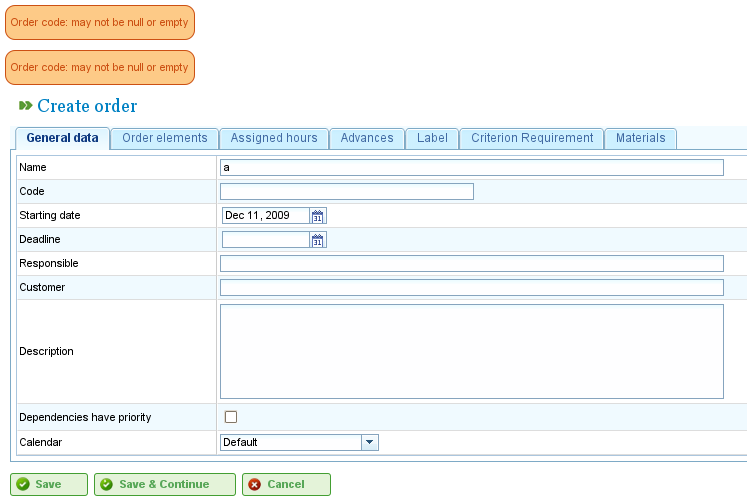 Order code: may not be null or empty
Order code: may not be null or empty
Create order
General data Order elements Assigned hours Advances Label Criterion Requirement Materials
Name a
Code
Starting date Dec 11, 2009 31
Deadline 31
Responsible
Customer
Description
Dependencies have priority
Calendar Default
Save Save & Continue Cancel